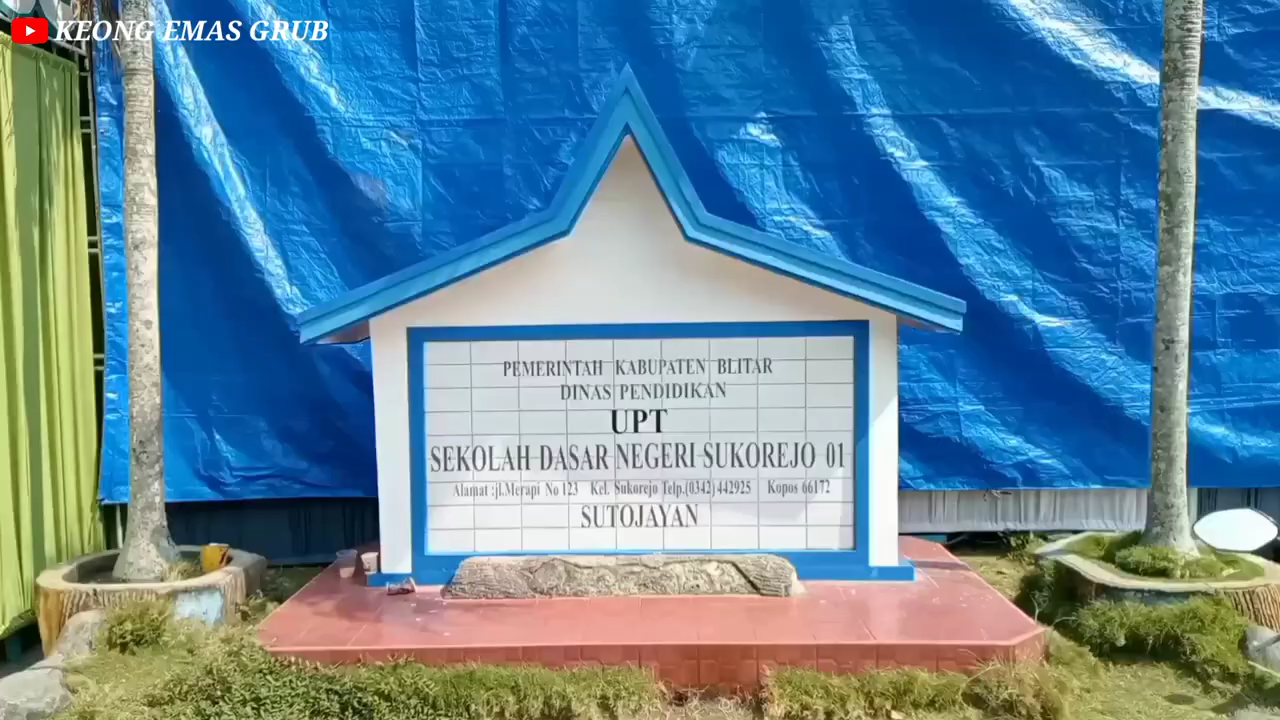 KEONG EMAS GRUB
PEMERINTAH KABUPATEN BLITAR
DINAS PENDIDIKAN
UPT
SEKOLAH DASAR NEGERI SUKOREJO 01
Alamat :jl.Merapi No 123 Kel. Sukorejo Telp.(0342) 442925 Kopos 66172
SUTOJAYAN